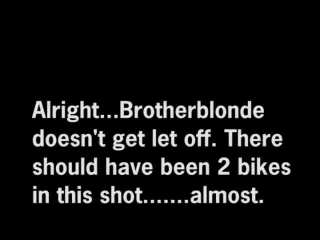 Alright...Brotherblonde
doesn't get let off. There
should have been 2 bikes
in this shot.......almost.